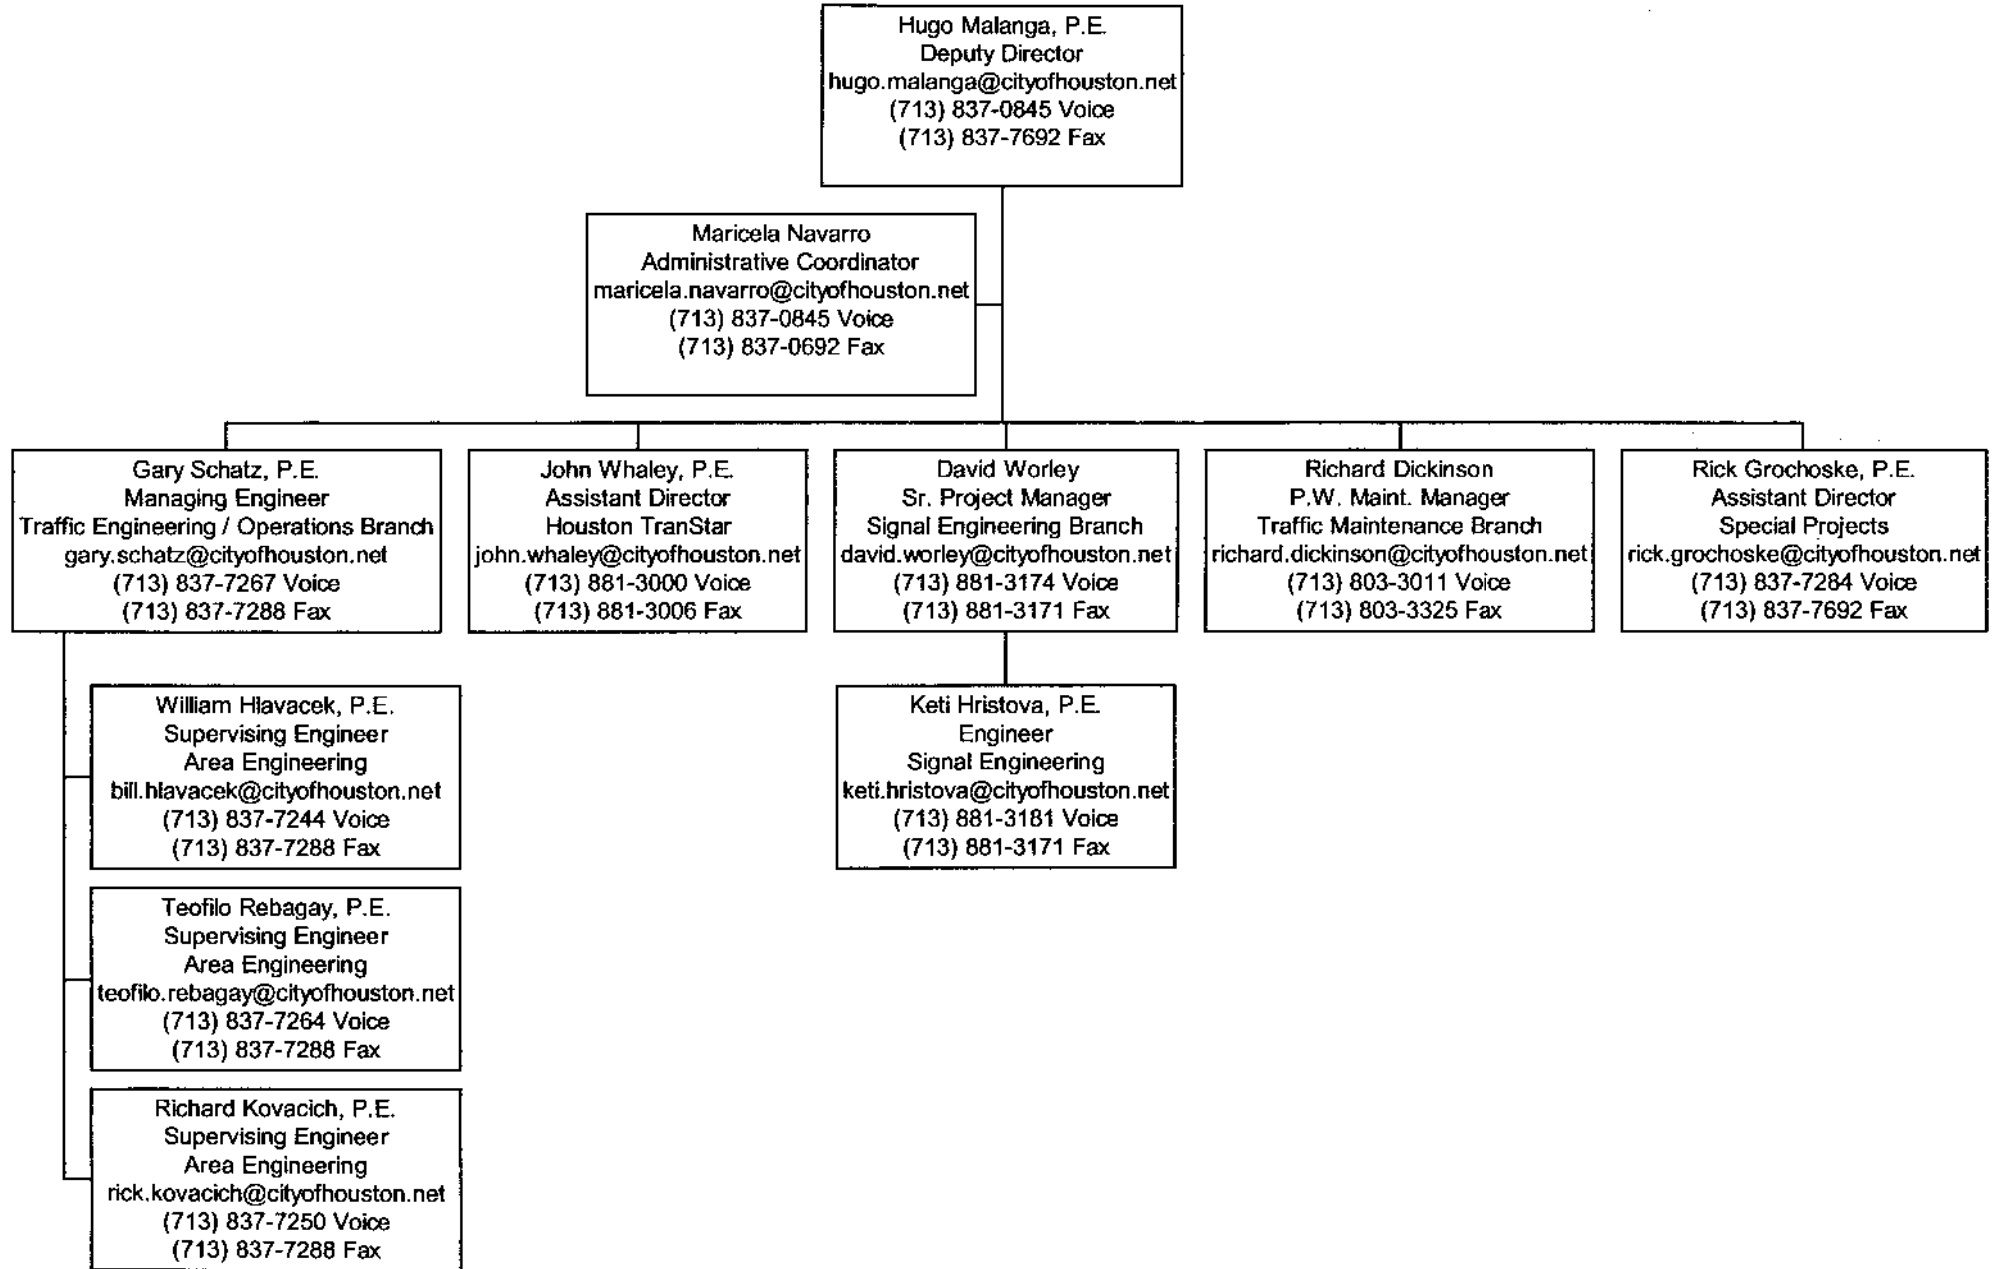 Hugo Malanga, P.E.
Deputy Director
hugo.malanga@cityofhouston.net
(713) 837-0845 Voice
(713) 837-7692 Fax
Maricela Navarro
Administrative Coordinator
maricela.navarro@cityofhouston.net
(713) 837-0845 Voice
(713) 837-0692 Fax
Gary Schatz, P.E.
Managing Engineer
Traffic Engineering / Operations Branch
gary.schatz@cityofhouston.net
(713) 837-7267 Voice
(713) 837-7288 Fax
John Whaley, P.E.
Assistant Director
Houston TranStar
john.whaley@cityofhouston.net
(713) 881-3000 Voice
(713) 881-3006 Fax
David Worley
Sr. Project Manager
Signal Engineering Branch
david.worley@cityofhouston.net
(713) 881-3174 Voice
(713) 881-3171 Fax
Richard Dickinson
P.W. Maint. Manager
Traffic Maintenance Branch
richard.dickinson@cityofhouston.net
(713) 803-3011 Voice
(713) 803-3325 Fax
Rick Grochoske, P.E.
Assistant Director
Special Projects
rick.grochoske@cityofhouston.net
(713) 837-7284 Voice
(713) 837-7692 Fax
William Hlavacek, P.E.
Supervising Engineer
Area Engineering
bill.hlavacek@cityofhouston.net
(713) 837-7244 Voice
(713) 837-7288 Fax
Keti Hristova, P.E.
Engineer
Signal Engineering
keti.hristova@cityofhouston.net
(713) 881-3181 Voice
(713) 881-3171 Fax
Teofilo Rebagay, P.E.
Supervising Engineer
Area Engineering
teofilo.rebagay@cityofhouston.net
(713) 837-7264 Voice
(713) 837-7288 Fax
Richard Kovacich, P.E.
Supervising Engineer
Area Engineering
rick.kovacich@cityofhouston.net
(713) 837-7250 Voice
(713) 837-7288 Fax